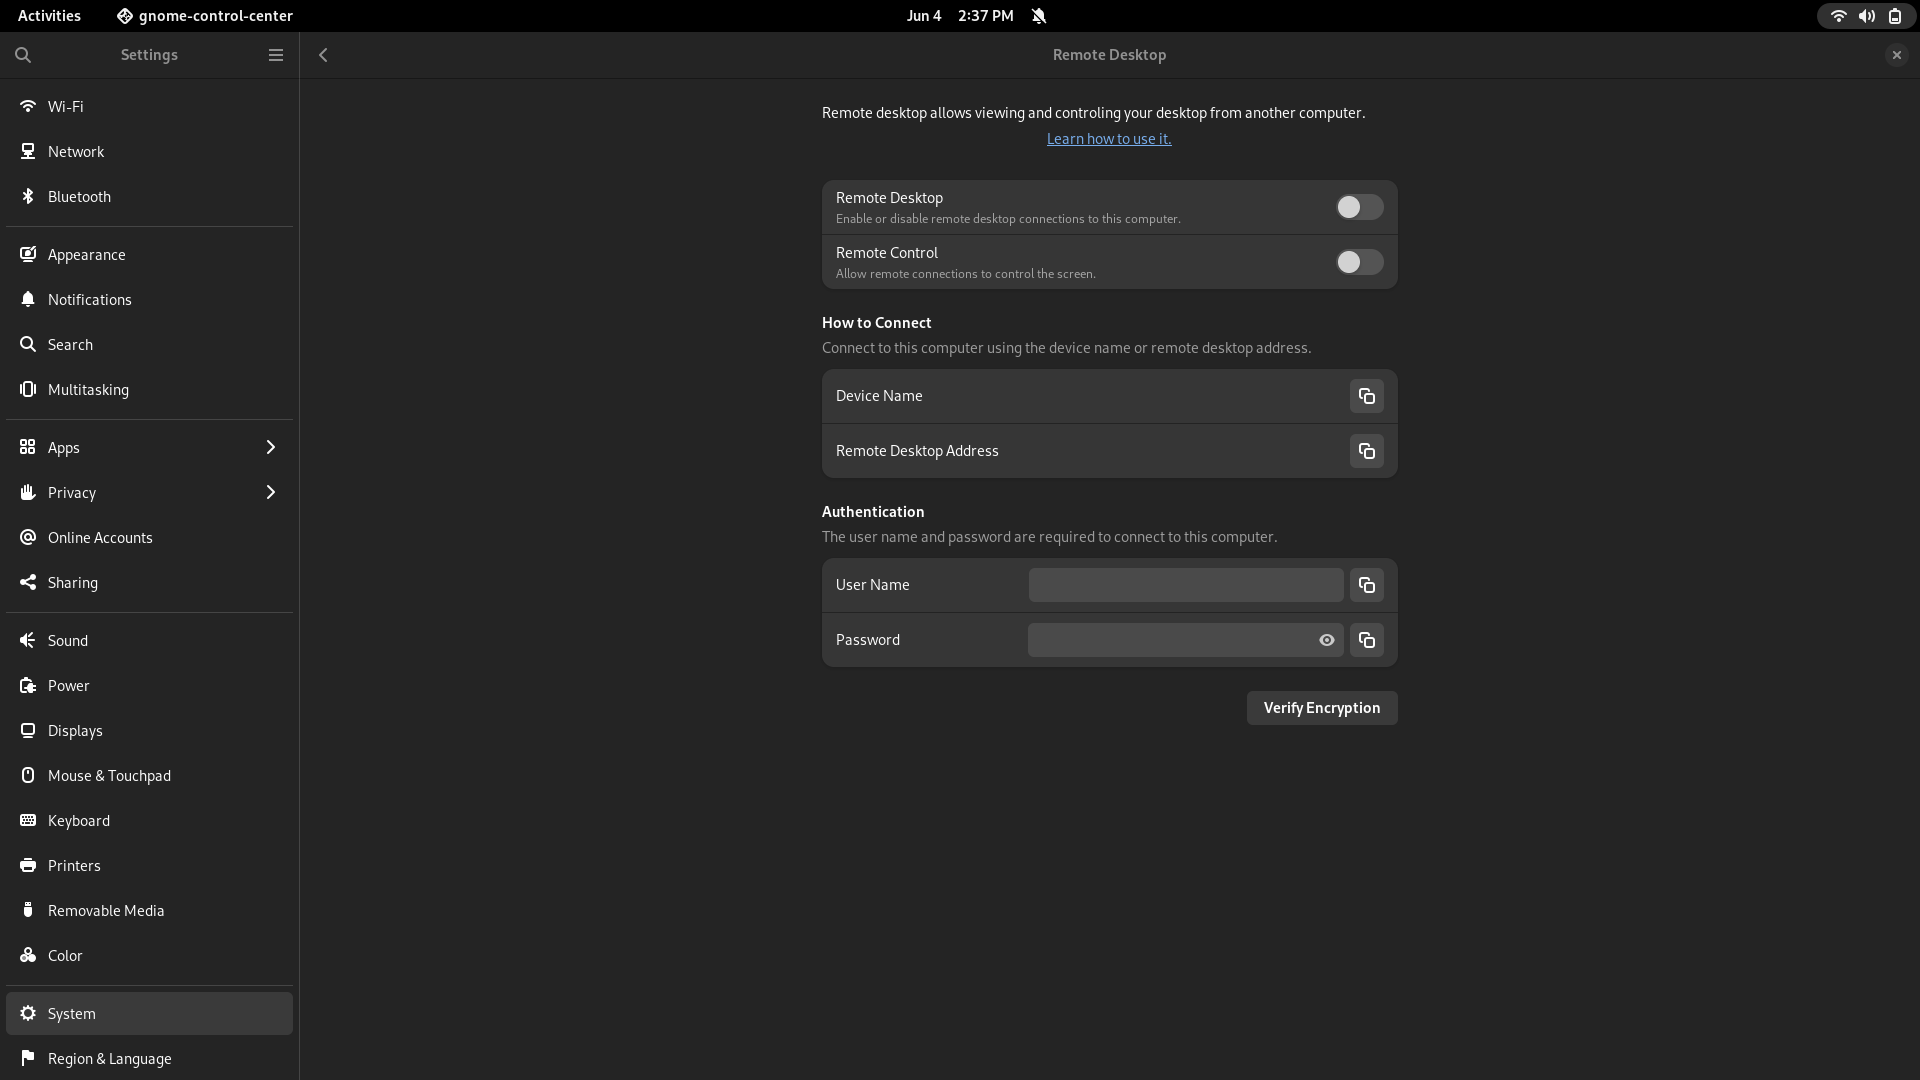 Activities
gnome-control-center
Jun 4 2:37 PM
Settings
Remote Desktop
Wi-Fi
Network
Bluetooth
Appearance
Notifications
Search
Multitasking
Apps
Privacy
Online Accounts
Sharing
Sound
Power
Displays
Mouse & Touchpad
Keyboard
Printers
Removable Media
Color
System
Region & Language
Remote desktop allows viewing and controling your desktop from another computer.
Learn how to use it.
Remote Desktop
Enable or disable remote desktop connections to this computer.
Remote Control
Allow remote connections to control the screen.
How to Connect
Connect to this computer using the device name or remote desktop address.
Device Name
Remote Desktop Address
Authentication
The user name and password are required to connect to this computer.
User Name
Password
Verify Encryption